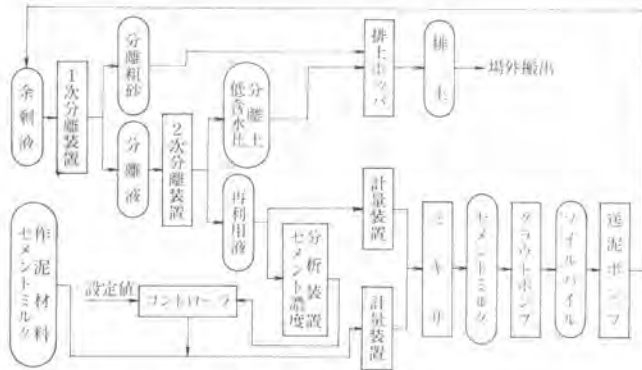 余剰液
1次分離装置
分離粗砂
分離液
2次分離装置
低含水比
分離土
再利用液
排土ホッパ
排土
場外搬出
セメントミルク
作泥材料
設定値
コントローラ
セメント濃度
分析装置
計量装置
計量装置
ミキサ
セメントミルク
グラウトポンプ
ソイルパイル
送泥ポンプ